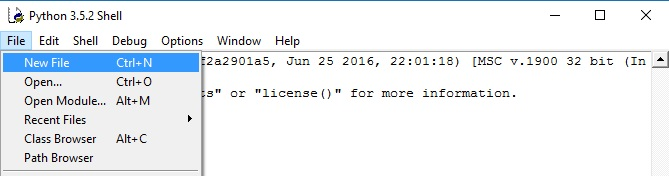 Python 3.5.2 Shell
File Edit Shell Debug Options Window Help
New File Ctrl+N f2a2901a5, Jun 25 2016, 22:01:18) [MSC v.1900 32 bit (In
Open... Ctrl+O
Open Module... Alt+M ts" or "license()" for more information.
Recent Files
Class Browser Alt+C
Path Browser